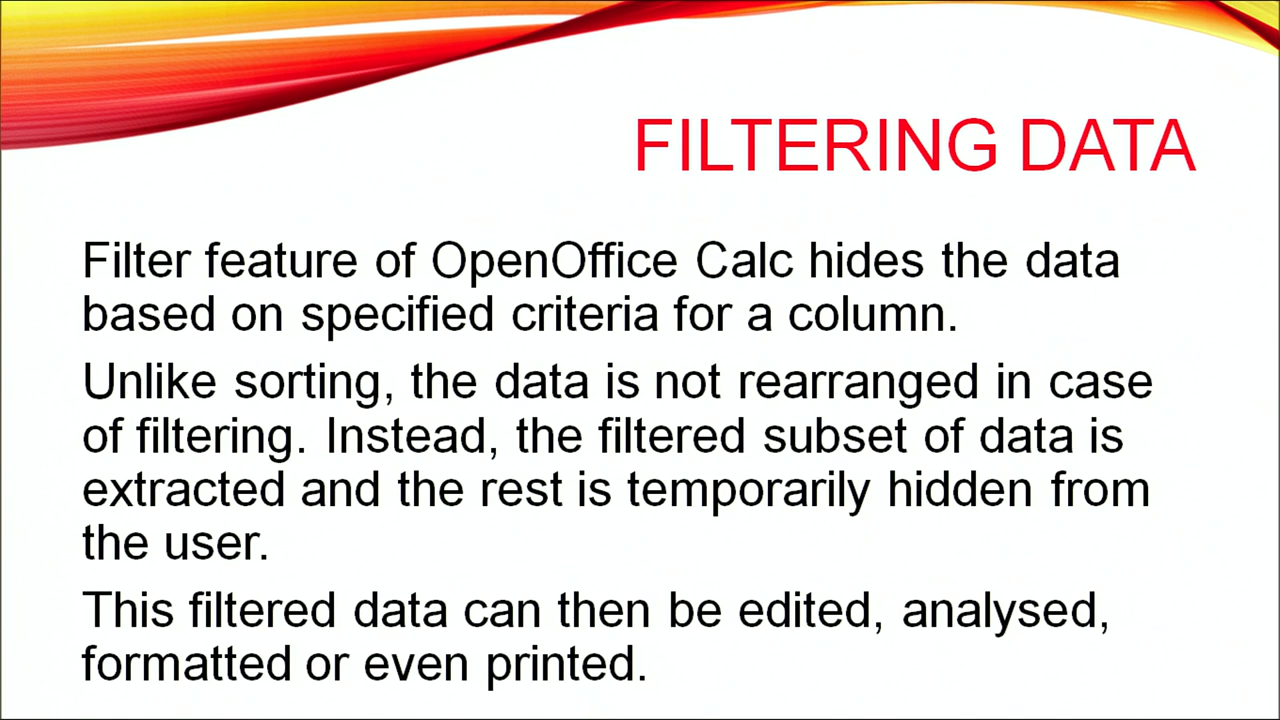 FILTERING DATA
Filter feature of OpenOffice Calc hides the data
based on specified criteria for a column.
Unlike sorting, the data is not rearranged in case
of filtering. Instead, the filtered subset of data is
extracted and the rest is temporarily hidden from
the user.
This filtered data can then be edited, analysed,
formatted or even printed.